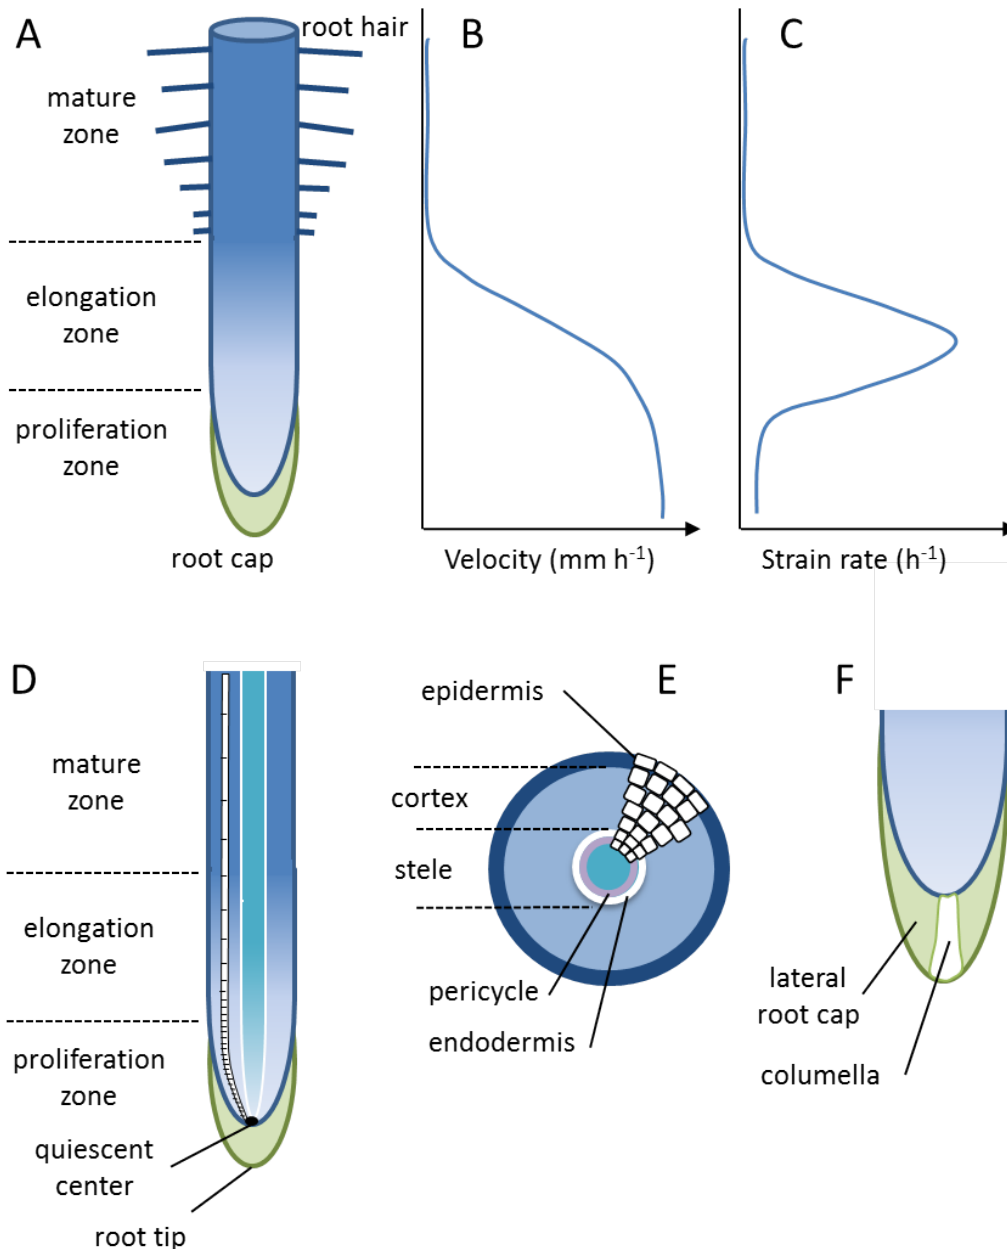 A
root hair
B
C
mature
zone
elongation
zone
proliferation
zone
root cap
Velocity (mm h⁻¹)
Strain rate (h⁻¹)
D
epidermis
E
F
mature
zone
cortex
stele
elongation
zone
lateral
root cap
pericycle
endodermis
proliferation
zone
columella
quiescent
center
root tip